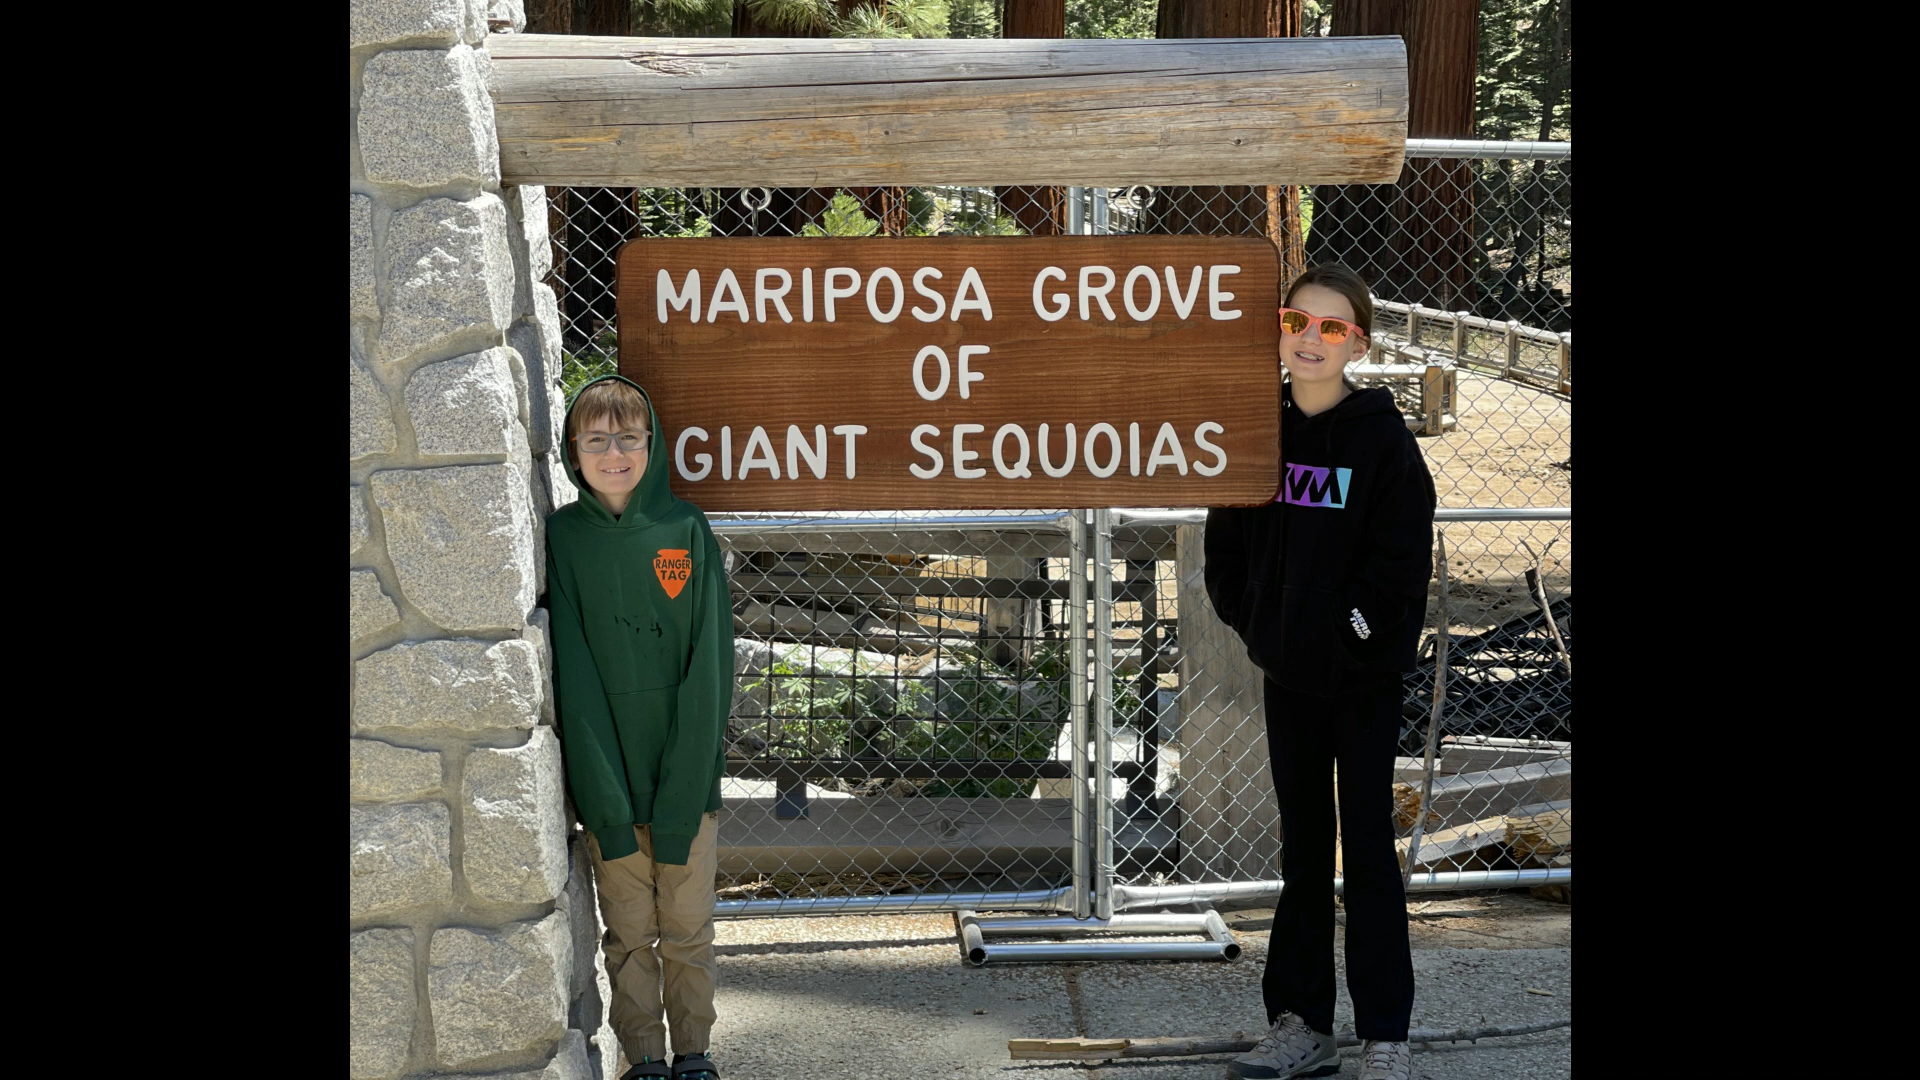 MARIPOSA GROVE
OF
GIANT SEQUOIAS
RANGER
TAG